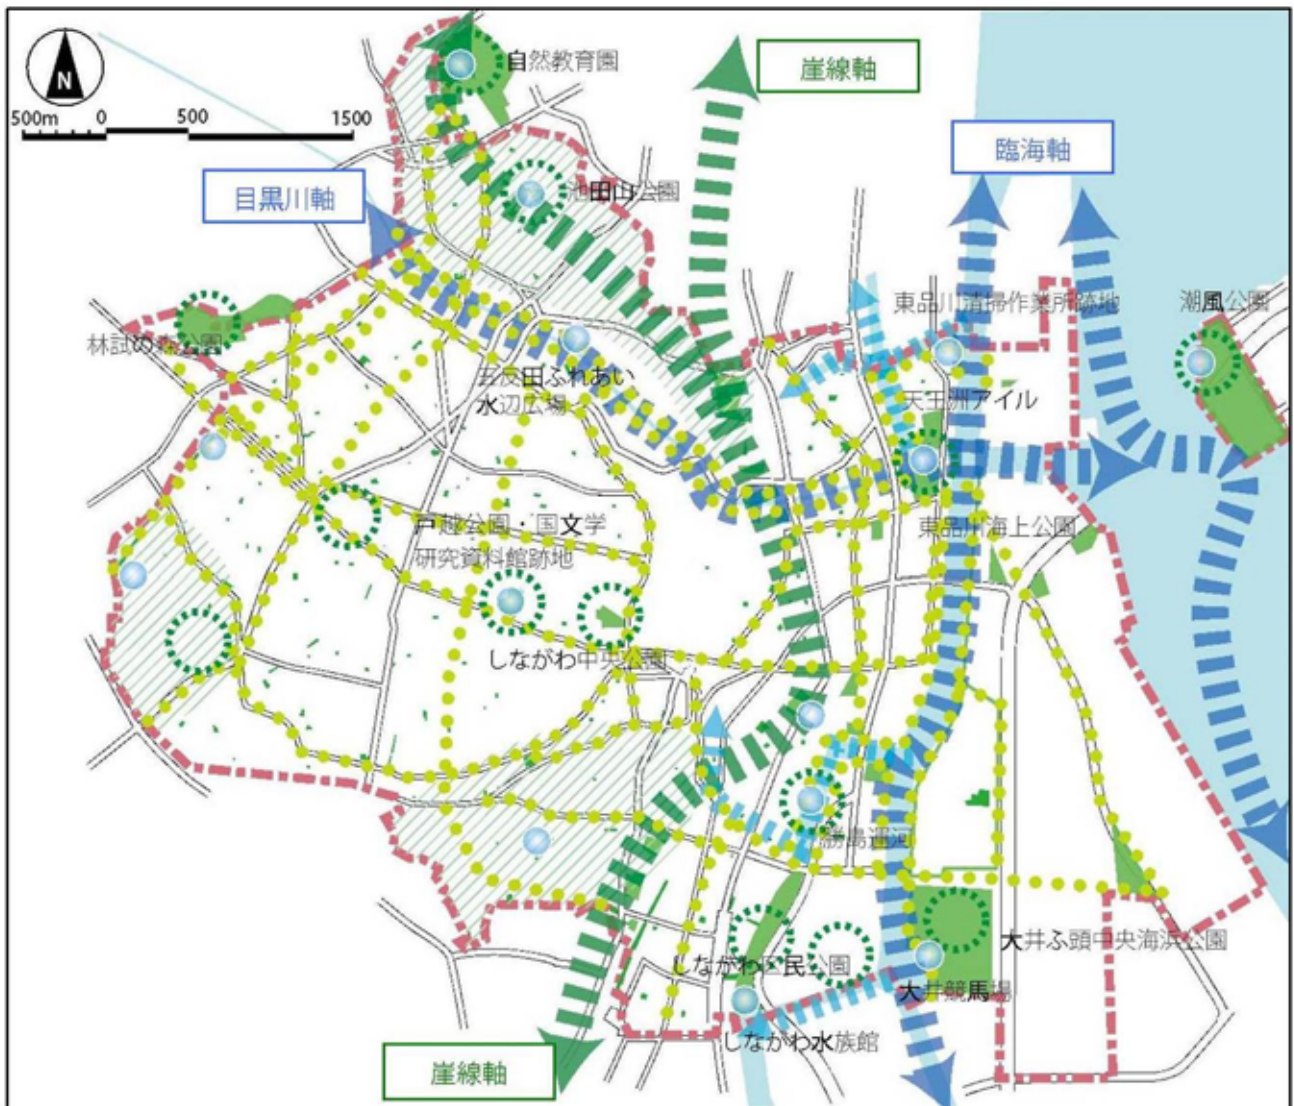 自然教育園
崖線軸
N
500m 0 500 1500
臨海軸
池田山公園
目黒川軸
東品川清掃作業所跡地
潮風公園
林試の森公園
五反田ふれあい
水辺広場
天王洲アイル
戸越公園・国文学
研究資料館跡地
東品川海上公園
しながわ中央公園
勝島運河
大井ふ頭中央海浜公園
しながわ区民公園
大井競馬場
しながわ水族館
崖線軸